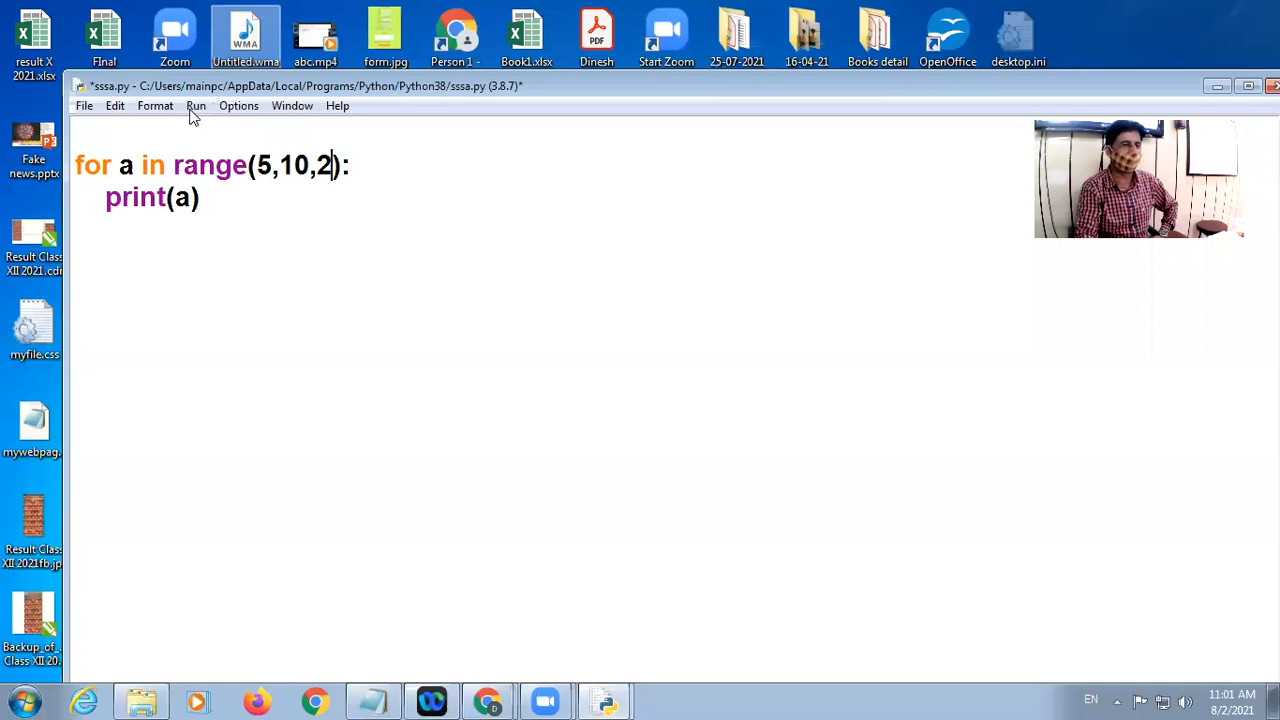 result X
2021.xlsx
FInal
Zoom
WMA
Untitled.wma
abc.mp4
form.jpg
Person 1 -
Book1.xlsx
PDF
Dinesh
Start Zoom
25-07-2021
16-04-21
Books detail
OpenOffice
desktop.ini
*sssa.py - C:/Users/mainpc/AppData/Local/Programs/Python/Python38/sssa.py (3.8.7)*
File Edit Format Run Options Window Help
for a in range(5,10,2):
print(a)
Fake
news.pptx
Result Class
XII 2021.cdr
myfile.css
mywebpag.
Result Clas
XII 2021fb.jp
Backup_of_
Class XII 20.
EN
11:01 AM
8/2/2021